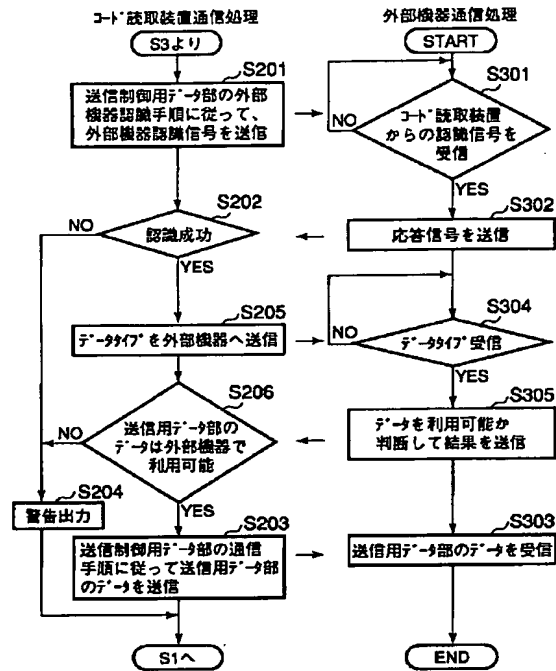 コード読取装置通信処理
S3より
S201
送信制御用データ部の外部
機器認識手順に従って、
外部機器認識信号を送信
S202
認識成功
NO
YES
S205
データタイプを外部機器へ送信
S206
送信用データ部の
データは外部機器で
利用可能
NO
YES
S204
警告出力
S203
送信制御用データ部の通信
手順に従って送信用データ部
のデータを送信
S1へ
外部機器通信処理
START
S301
コード読取装置
からの認識信号を
受信
NO
YES
S302
応答信号を送信
S304
データタイプ受信
NO
YES
S305
データを利用可能か
判断して結果を送信
S303
送信用データ部のデータを受信
END